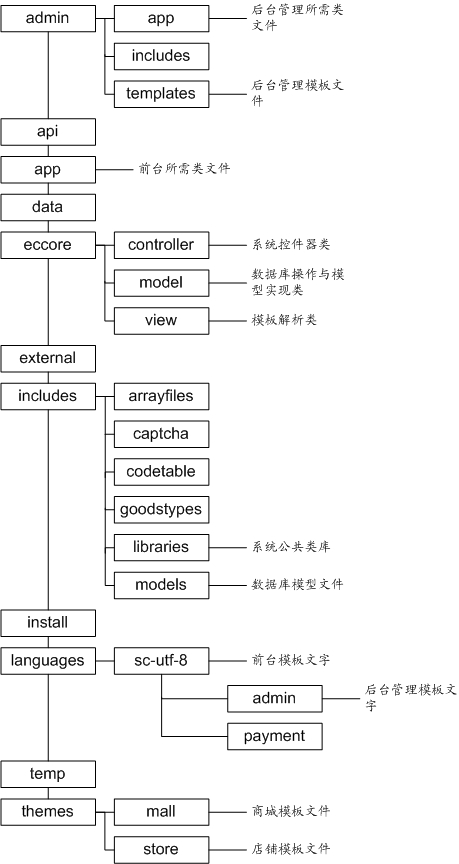 admin
app
后台管理所需类
文件
includes
templates
后台管理模板文
件
api
app
前台所需类文件
data
eccore
controller
系统控件器类
model
数据库操作与模
型实现类
view
模板解析类
external
includes
arrayfiles
captcha
codetable
goodstypes
libraries
系统公共类库
models
数据库模型文件
install
languages
sc-utf-8
前台模板文字
admin
后台管理模板文
字
payment
temp
themes
mall
商城模板文件
store
店铺模板文件